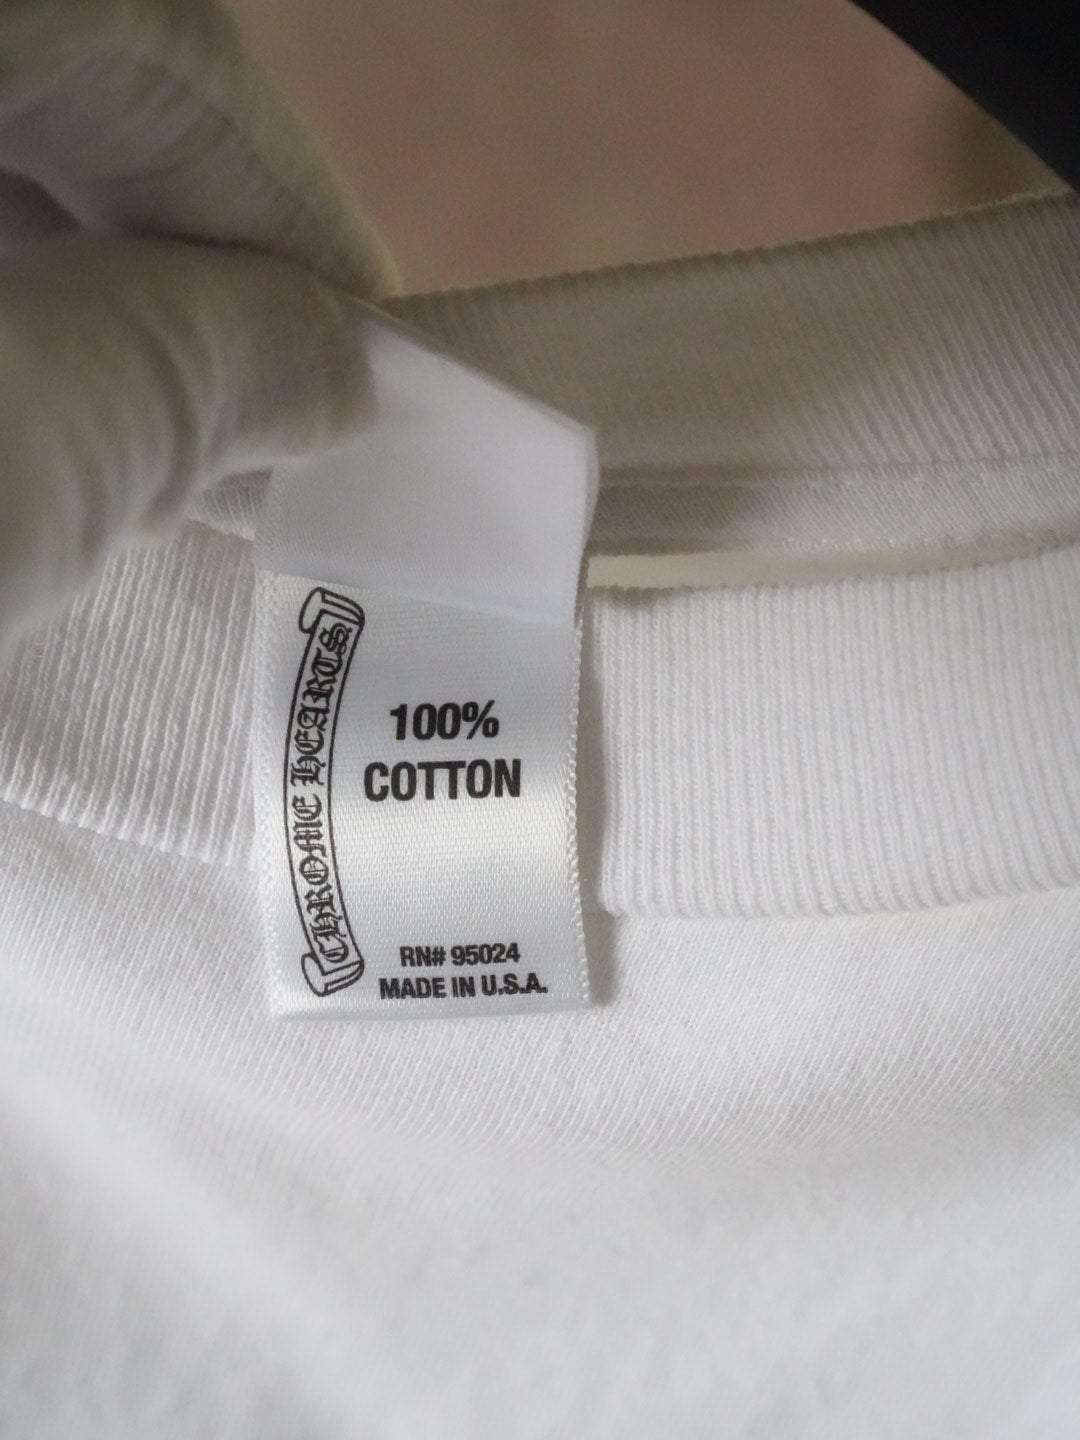 CHROME HEARTS
100%
COTTON
RN# 95024
MADE IN U.S.A.